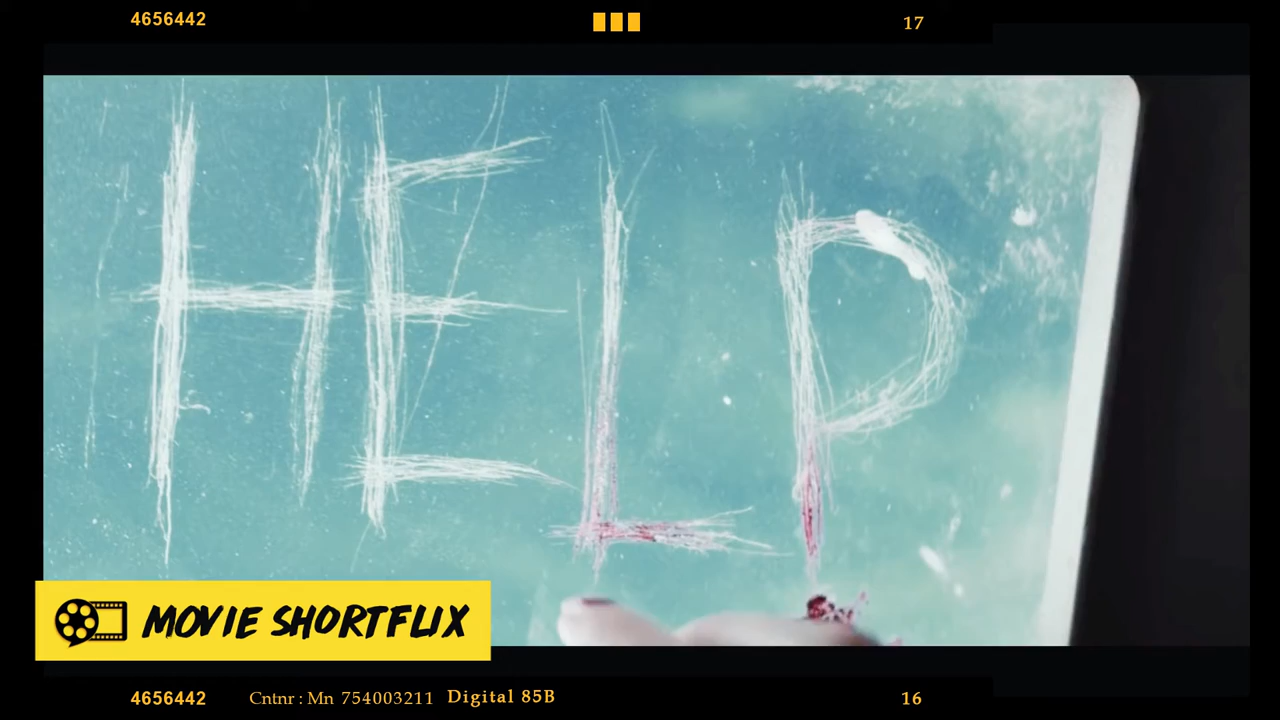 4656442
17
HELP
MOVIE SHORTFLIX
4656442 Cntnr : Mn 754003211 Digital 85B 16